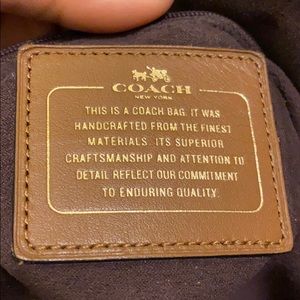 COACH
NEW YORK
THIS IS A COACH BAG. IT WAS
HANDCRAFTED FROM THE FINEST
MATERIALS. ITS SUPERIOR
CRAFTSMANSHIP AND ATTENTION TO
DETAIL REFLECT OUR COMMITMENT
TO ENDURING QUALITY.